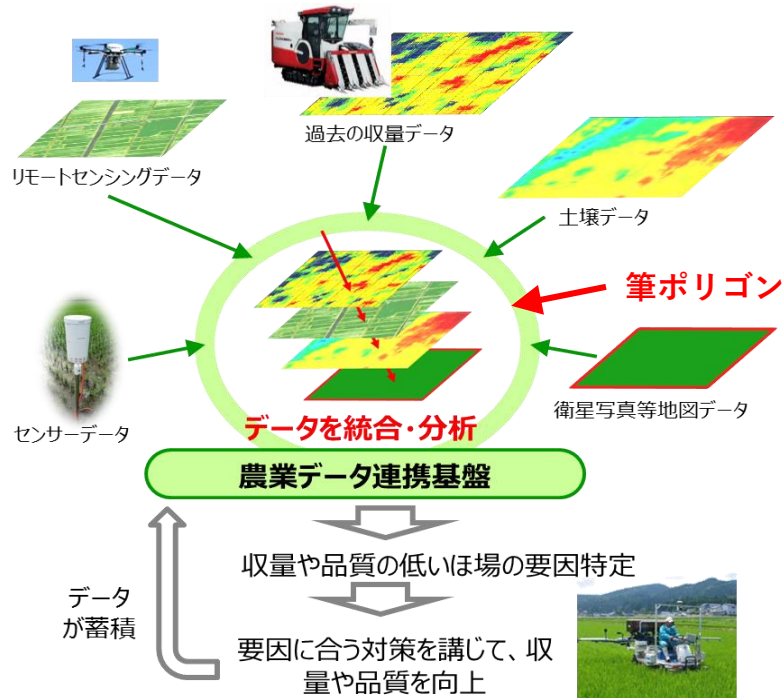 過去の収量データ
リモートセンシングデータ
土壌データ
筆ポリゴン
センサーデータ
衛星写真等地図データ
データを統合・分析
農業データ連携基盤
収量や品質の低いほ場の要因特定
データ
が蓄積
要因に合う対策を講じて、収
量や品質を向上